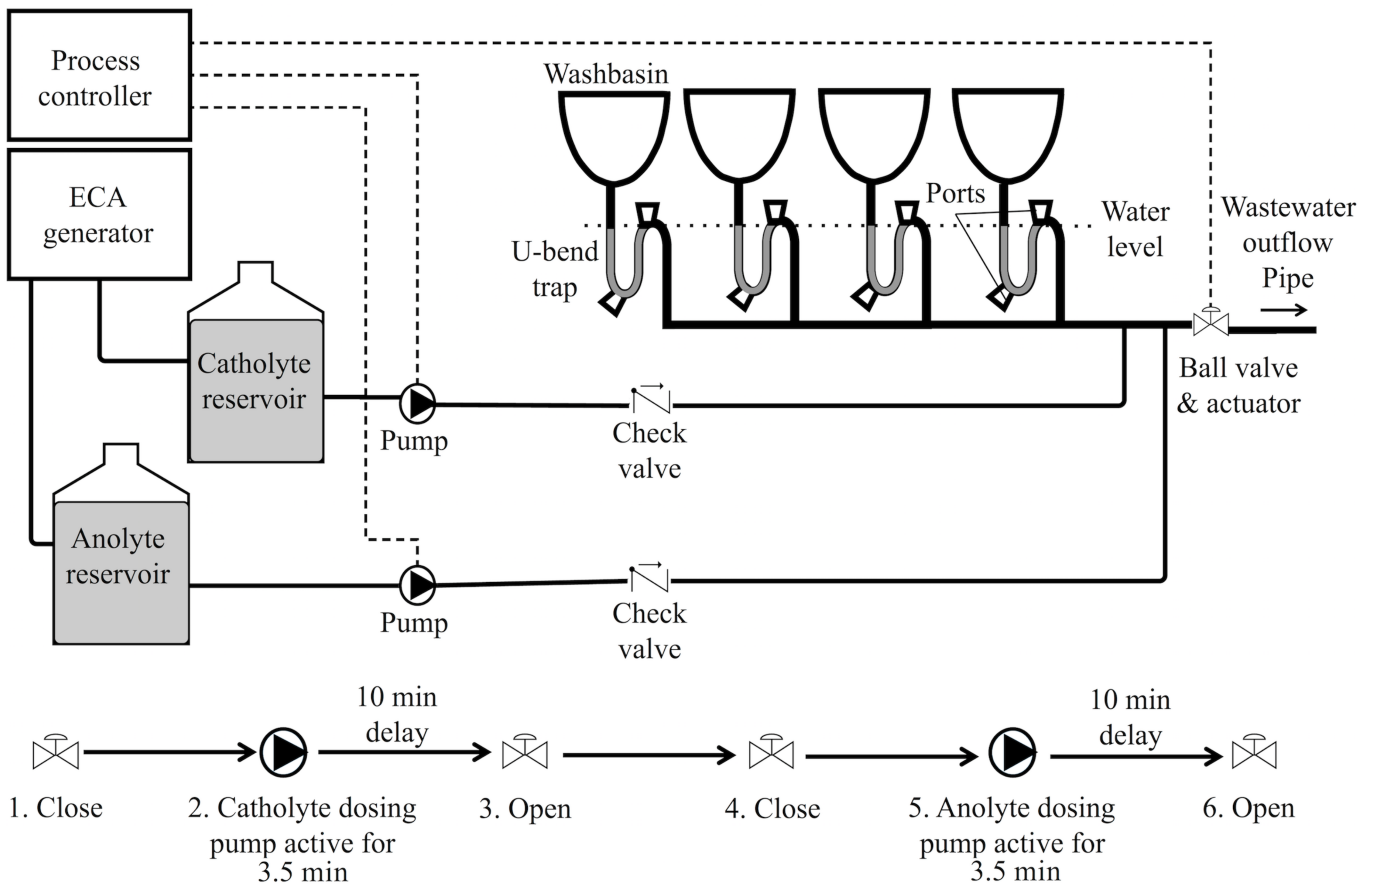 Process
controller
ECA
generator
Catholyte
reservoir
Anolyte
reservoir
Pump
Pump
Check
valve
Check
valve
Washbasin
U-bend
trap
Ports
Water
level
Wastewater
outflow
Pipe
Ball valve
& actuator
10 min
delay
10 min
delay
1. Close
2. Catholyte dosing
pump active for
3.5 min
3. Open
4. Close
5. Anolyte dosing
pump active for
3.5 min
6. Open